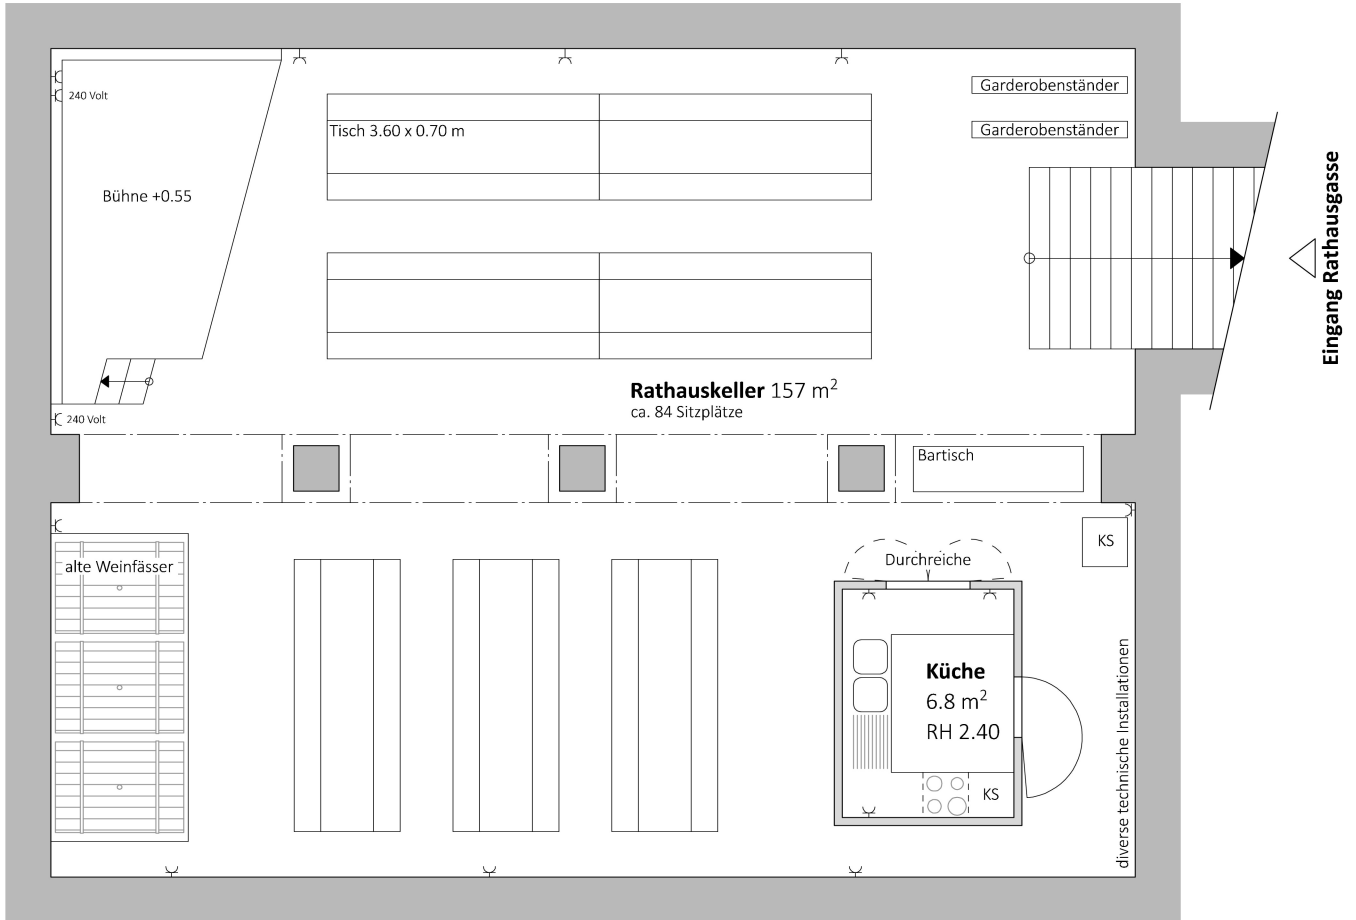 Garderobenständer
240 Volt
Tisch 3.60 x 0.70 m
Garderobenständer
Bühne +0.55
Eingang Rathausgasse
Rathauskeller 157 m²
ca. 84 Sitzplätze
240 Volt
Bartisch
KS
alte Weinfässer
Durchreiche
Küche
6.8 m²
RH 2.40
KS
diverse technische Installationen